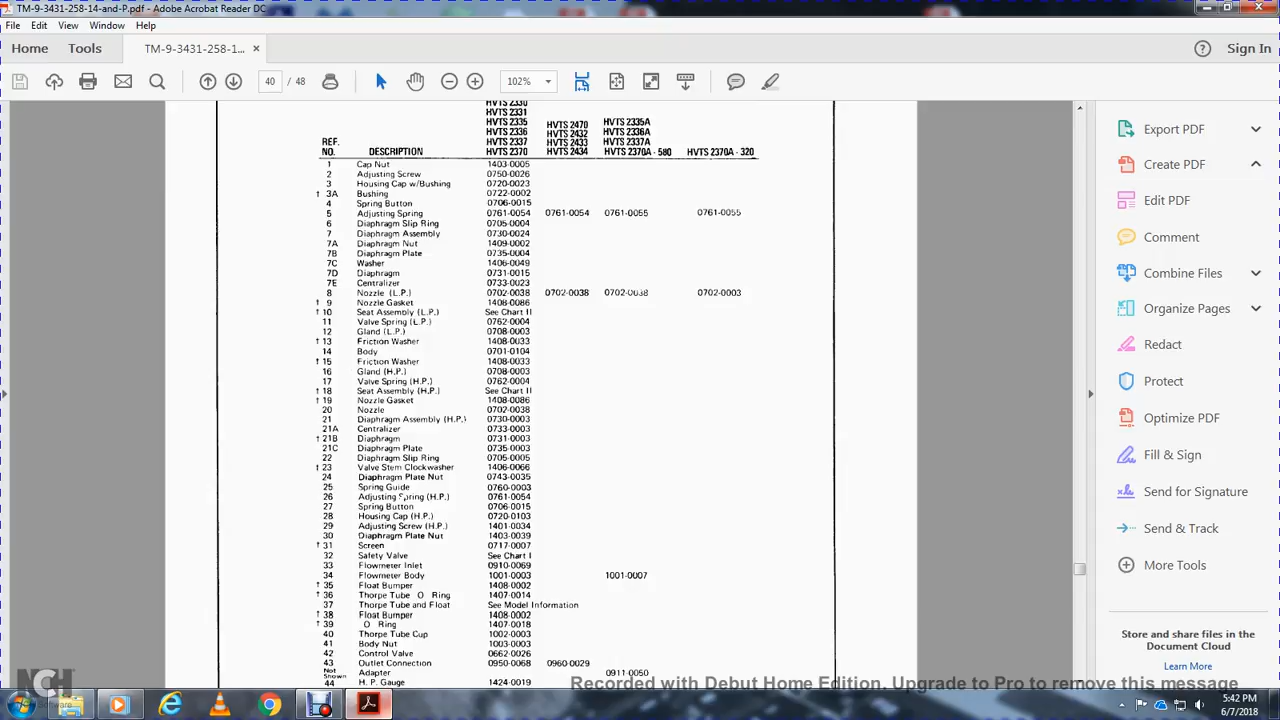 TM-9-3431-258-14-and-P.pdf - Adobe Acrobat Reader DC
File Edit View Window Help
Home Tools TM-9-3431-258-1... × Sign In
40 / 48 102%
HVTS 2330
HVTS 2331
HVTS 2335 HVTS 2470 HVTS 2335A
HVTS 2336 HVTS 2432 HVTS 2336A
REF. HVTS 2337 HVTS 2433 HVTS 2337A
NO. DESCRIPTION HVTS 2370 HVTS 2434 HVTS 2370A - 580 HVTS 2370A - 320
1 Cap Nut 1403-0005
2 Adjusting Screw 0750-0026
3 Housing Cap w/Bushing 0720-0023
† 3A Bushing 0722-0002
4 Spring Button 0706-0015
5 Adjusting Spring 0761-0054 0761-0054 0761-0055 0761-0055
6 Diaphragm Slip Ring 0705-0004
7 Diaphragm Assembly 0730-0024
7A Diaphragm Nut 1409-0002
7B Diaphragm Plate 0735-0004
7C Washer 1406-0049
7D Diaphragm 0731-0015
7E Centralizer 0733-0023
8 Nozzle (L.P.) 0702-0038 0702-0038 0702-0038 0702-0003
† 9 Nozzle Gasket 1408-0086
† 10 Seat Assembly (L.P.) See Chart II
11 Valve Spring (L.P.) 0762-0004
12 Gland (L.P.) 0708-0003
† 13 Friction Washer 1408-0033
14 Body 0701-0104
† 15 Friction Washer 1408-0033
16 Gland (H.P.) 0708-0003
17 Valve Spring (H.P.) 0762-0004
† 18 Seat Assembly (H.P.) See Chart II
† 19 Nozzle Gasket 1408-0086
20 Nozzle 0702-0038
21 Diaphragm Assembly (H.P.) 0730-0003
21A Centralizer 0733-0003
† 21B Diaphragm 0731-0003
21C Diaphragm Plate 0735-0003
22 Diaphragm Slip Ring 0705-0005
† 23 Valve Stem Clockwasher 1406-0066
24 Diaphragm Plate Nut 0743-0035
25 Spring Guide 0760-0003
26 Adjusting Spring (H.P.) 0761-0054
27 Spring Button 0706-0015
28 Housing Cap (H.P.) 0720-0103
29 Adjusting Screw (H.P.) 1401-0034
30 Diaphragm Plate Nut 1403-0039
† 31 Screen 0717-0007
32 Safety Valve See Chart I
33 Flowmeter Inlet 0910-0069
34 Flowmeter Body 1001-0003 1001-0007
† 35 Float Bumper 1408-0002
† 36 Thorpe Tube O Ring 1407-0014
37 Thorpe Tube and Float See Model Information
† 38 Float Bumper 1408-0002
† 39 O Ring 1407-0018
40 Thorpe Tube Cup 1002-0003
41 Body Nut 1003-0003
42 Control Valve 0662-0026
43 Outlet Connection 0950-0068 0960-0029
Not Shown Adapter 0911-0050
44 H.P. Gauge 1424-0019
Export PDF
Create PDF
Edit PDF
Comment
Combine Files
Organize Pages
Redact
Protect
Optimize PDF
Fill & Sign
Send for Signature
Send & Track
More Tools
Store and share files in the
Document Cloud
Learn More
NCH
Software
Recorded with Debut Home Edition. Upgrade to Pro to remove this message
5:42 PM
6/7/2018